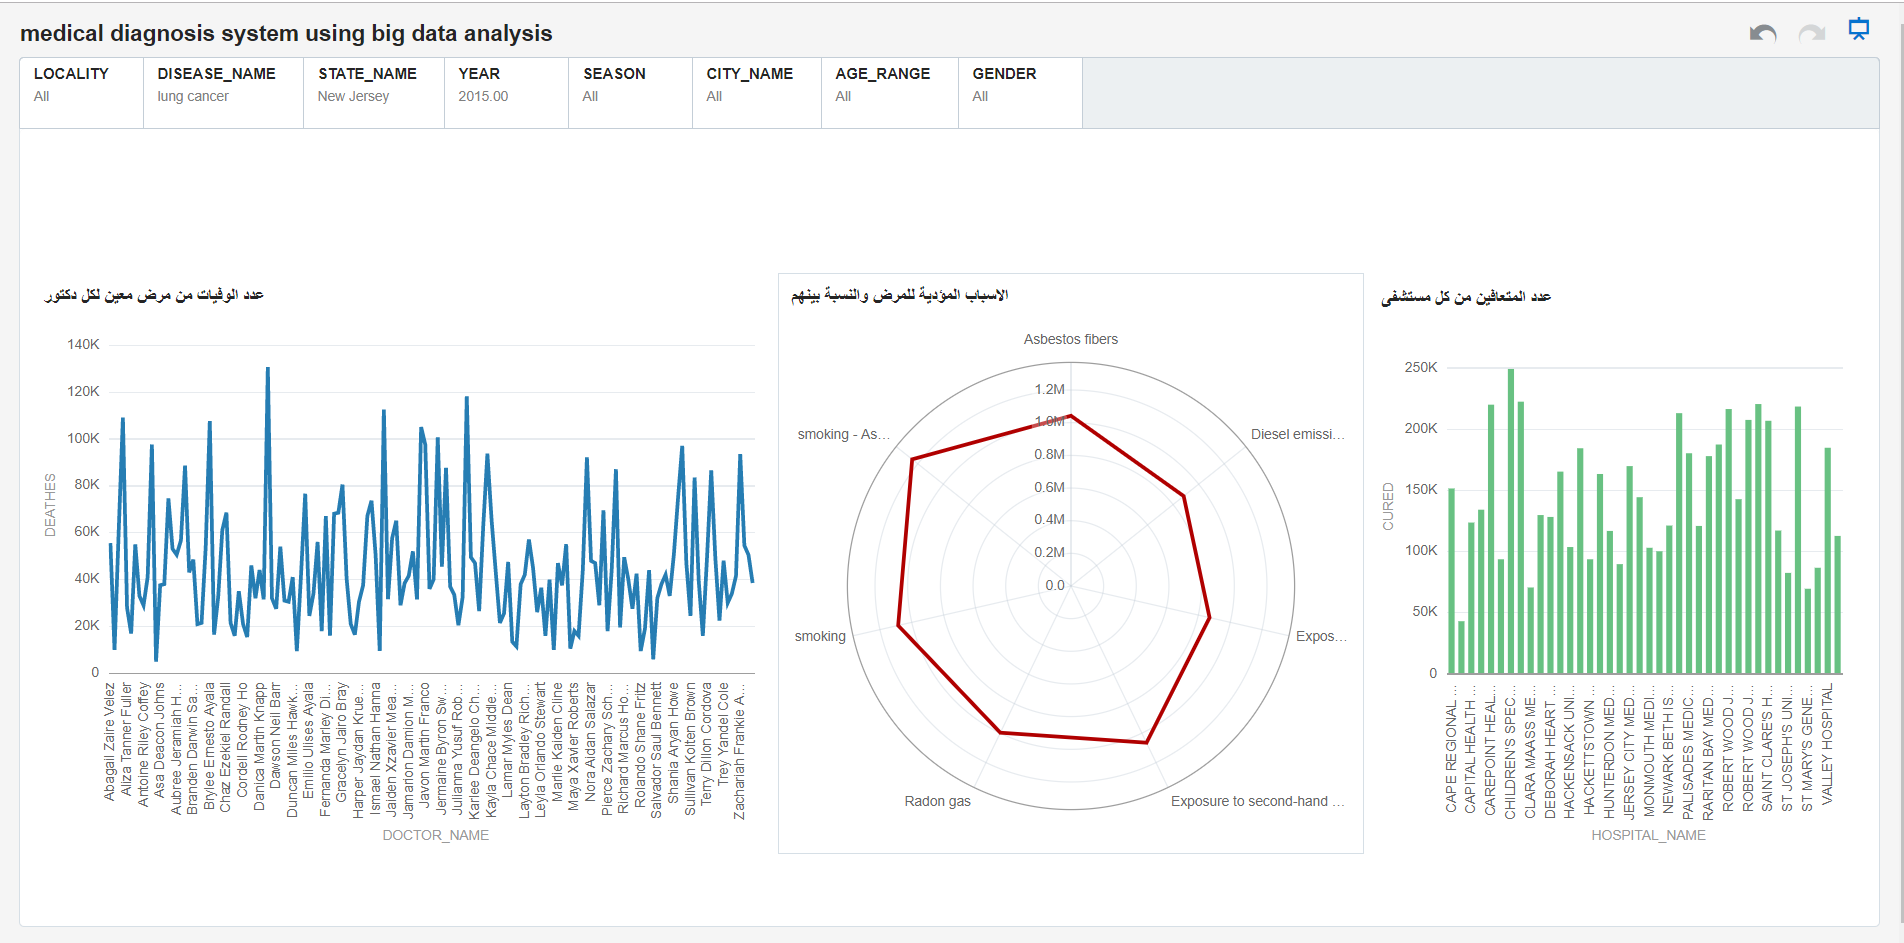 medical diagnosis system using big data analysis
LOCALITY
All
DISEASE_NAME
lung cancer
STATE_NAME
New Jersey
YEAR
2015.00
SEASON
All
CITY_NAME
All
AGE_RANGE
All
GENDER
All
عدد الوفيات من مرض معين لكل دكتور
140K
120K
100K
80K
60K
40K
20K
0
DEATHES
Abagail Zaire Velez
Aliza Tanner Fuller
Antoine Riley Coffey
Asa Deacon Johns
Aubree Jeramiah H...
Branden Darwin Sa...
Brylee Ernesto Ayala
Chaz Ezekiel Randall
Cordell Rodney Ho
Danica Martin Knapp
Dawson Neil Barr
Duncan Miles Hawk...
Emilio Ulises Ayala
Fernanda Marley Di...
Gracelyn Jairo Bray
Harper Jaydan Krue...
Ismael Nathan Hanna
Jaiden Xzavier Mea...
Jamarion Damion M...
Javon Martin Franco
Jermaine Byron Sw...
Julianna Yusuf Rob...
Karlee Deangelo Ch...
Kayla Chace Middle...
Lamar Myles Dean
Layton Bradley Rich...
Leyla Orlando Stewart
Marlie Kaiden Cline
Maya Xavier Roberts
Nora Aidan Salazar
Pierce Zachary Sch...
Richard Marcus Ho...
Rolando Shane Fritz
Salvador Saul Bennett
Shania Aryan Howe
Sullivan Kolten Brown
Terry Dillon Cordova
Trey Yandel Cole
Zachariah Frankie A...
DOCTOR_NAME
الاسباب المؤدية للمرض والنسبة بينهم
Asbestos fibers
Diesel emissi...
Expos...
Exposure to second-hand ...
Radon gas
smoking
smoking - As...
1.2M
1.0M
0.8M
0.6M
0.4M
0.2M
0.0
عدد المتعافين من كل مستشفى
250K
200K
150K
100K
50K
0
CURED
CAPE REGIONAL ...
CAPITAL HEALTH ...
CAREPOINT HEAL...
CHILDREN'S SPEC...
CLARA MAASS ME...
DEBORAH HEART ...
HACKENSACK UNI...
HACKETTSTOWN ...
HUNTERDON MED...
JERSEY CITY MED...
MONMOUTH MEDI...
NEWARK BETH IS...
PALISADES MEDIC...
RARITAN BAY MED...
ROBERT WOOD J...
ROBERT WOOD J...
SAINT CLARE'S H...
ST JOSEPH'S UNI...
ST MARY'S GENE...
VALLEY HOSPITAL
HOSPITAL_NAME